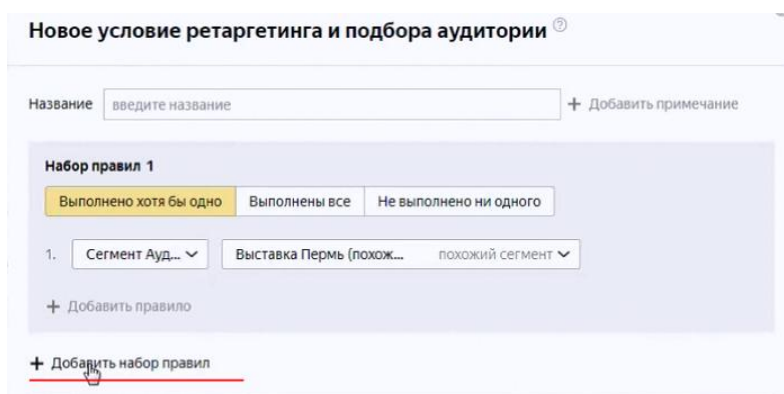 Новое условие ретаргетинга и подбора аудитории ?
Название введите название + Добавить примечание
Набор правил 1
Выполнено хотя бы одно Выполнены все Не выполнено ни одного
1. Сегмент Ауд... Выставка Пермь (похож... похожий сегмент
+ Добавить правило
+ Добавить набор правил